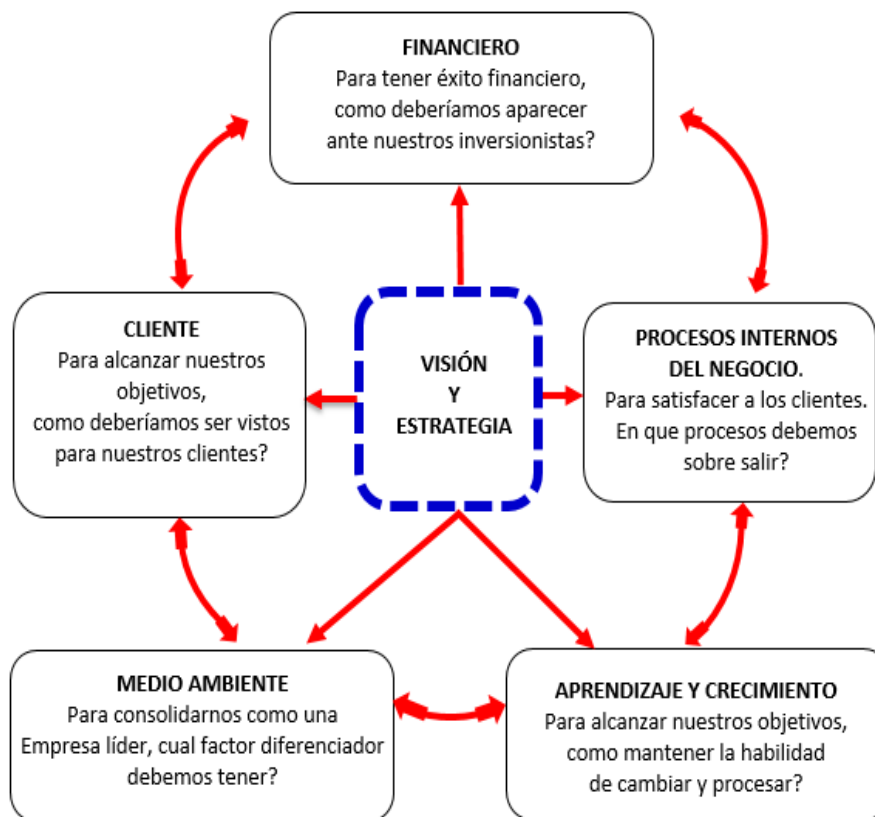 FINANCIERO
Para tener éxito financiero,
como deberíamos aparecer
ante nuestros inversionistas?
CLIENTE
Para alcanzar nuestros
objetivos,
como deberíamos ser vistos
para nuestros clientes?
VISIÓN
Y
ESTRATEGIA
PROCESOS INTERNOS
DEL NEGOCIO.
Para satisfacer a los clientes.
En que procesos debemos
sobre salir?
MEDIO AMBIENTE
Para consolidarnos como una
Empresa líder, cual factor diferenciador
debemos tener?
APRENDIZAJE Y CRECIMIENTO
Para alcanzar nuestros objetivos,
como mantener la habilidad
de cambiar y procesar?